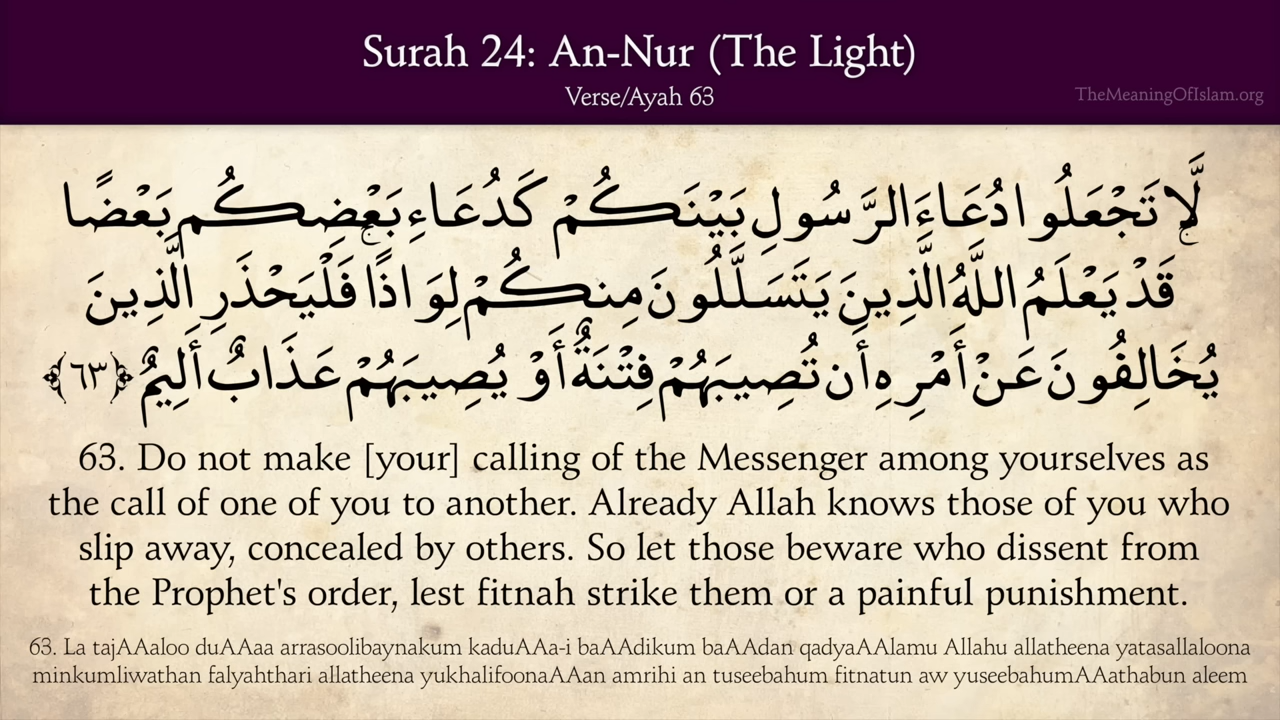 Surah 24: An-Nur (The Light)
Verse/Ayah 63
TheMeaningOfIslam.org
لَّا تَجْعَلُوا دُعَاءَ الرَّسُولِ بَيْنَكُمْ كَدُعَاءِ بَعْضِكُم بَعْضًا ۚ
قَدْ يَعْلَمُ اللَّهُ الَّذِينَ يَتَسَلَّلُونَ مِنكُمْ لِوَاذًا ۚ فَلْيَحْذَرِ الَّذِينَ
يُخَالِفُونَ عَنْ أَمْرِهِ أَن تُصِيبَهُمْ فِتْنَةٌ أَوْ يُصِيبَهُمْ عَذَابٌ أَلِيمٌ ﴿٦٣﴾
63. Do not make [your] calling of the Messenger among yourselves as
the call of one of you to another. Already Allah knows those of you who
slip away, concealed by others. So let those beware who dissent from
the Prophet's order, lest fitnah strike them or a painful punishment.
63. La tajAAaloo duAAaa arrasoolibaynakum kaduAAa-i baAAdikum baAAdan qadyaAAlamu Allahu allatheena yatasallaloona
minkumliwathan falyahthari allatheena yukhalifoonaAAan amrihi an tuseebahum fitnatun aw yuseebahumAAathabun aleem